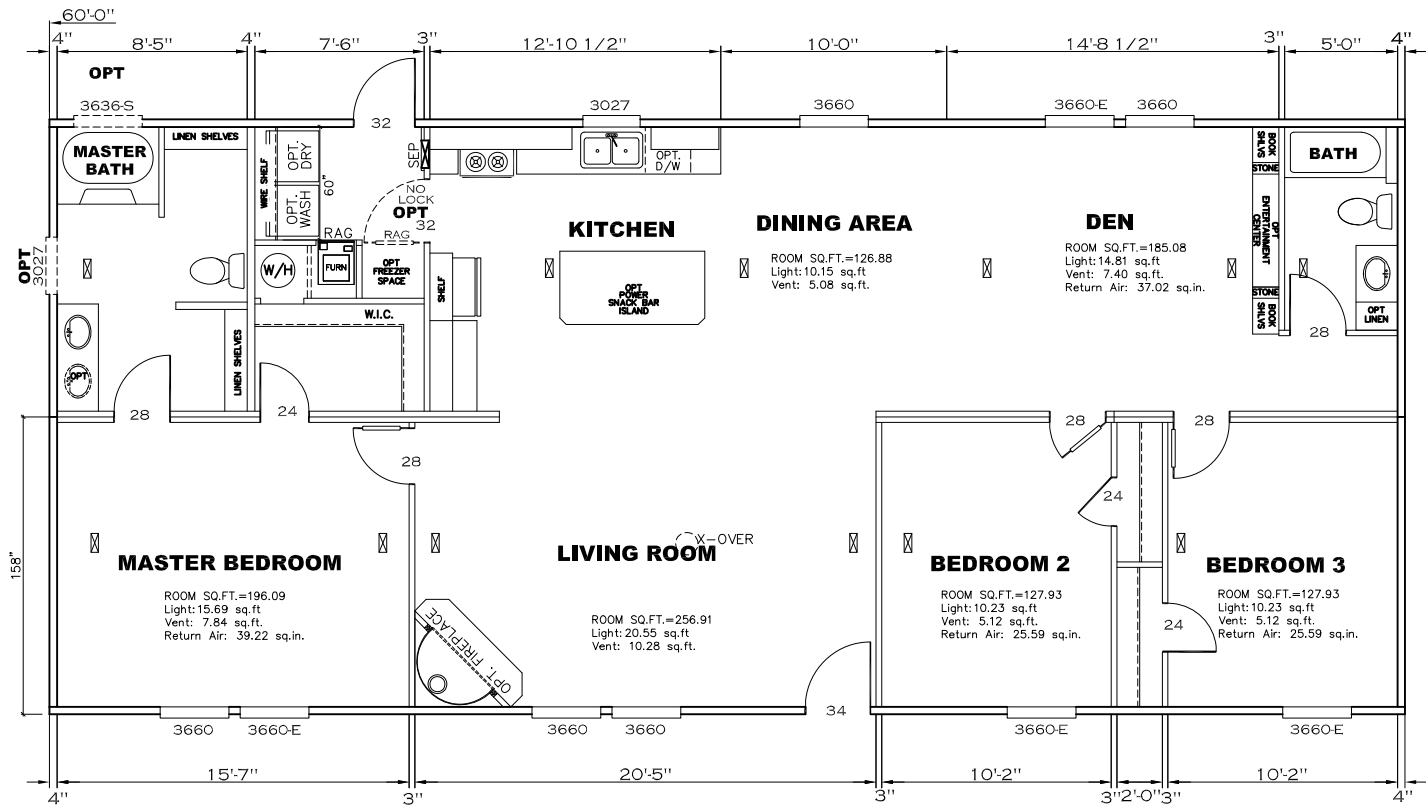 60'-0"
4" 8'-5" 4" 7'-6" 3" 12'-10 1/2" 10'-0" 14'-8 1/2" 3" 5'-0" 4"
OPT
3636-S 3027 3660 3660-E 3660
32
LINEN SHELVES
MASTER
BATH
WIRE SHELF
OPT.
DRY
60"
OPT.
WASH
SEP
NO
LOCK
OPT
32
RAG
RAG
OPT.
D/W
BOOK
SHLVS
STONE
OPT
ENTERTAINMENT
CENTER
STONE
BOOK
SHLVS
BATH
KITCHEN
DINING AREA
ROOM SQ.FT.=126.88
Light:10.15 sq.ft
Vent: 5.08 sq.ft.
DEN
ROOM SQ.FT.=185.08
Light:14.81 sq.ft
Vent: 7.40 sq.ft.
Return Air: 37.02 sq.in.
OPT
3027
W/H
FURN
OPT
FREEZER
SPACE
SHELF
OPT
POWER
SNACK BAR
ISLAND
OPT
LINEN
28
W.I.C.
LINEN SHELVES
OPT
28
24
28
28
28
24
24
158"
MASTER BEDROOM
ROOM SQ.FT.=196.09
Light:15.69 sq.ft
Vent: 7.84 sq.ft.
Return Air: 39.22 sq.in.
X-OVER
LIVING ROOM
ROOM SQ.FT.=256.91
Light:20.55 sq.ft
Vent: 10.28 sq.ft.
OPT. FIREPLACE
34
BEDROOM 2
ROOM SQ.FT.=127.93
Light:10.23 sq.ft
Vent: 5.12 sq.ft.
Return Air: 25.59 sq.in.
BEDROOM 3
ROOM SQ.FT.=127.93
Light:10.23 sq.ft
Vent: 5.12 sq.ft.
Return Air: 25.59 sq.in.
3660 3660-E 3660 3660 3660-E 3660-E
4" 15'-7" 3" 20'-5" 3" 10'-2" 3" 2'-0" 3" 10'-2" 4"